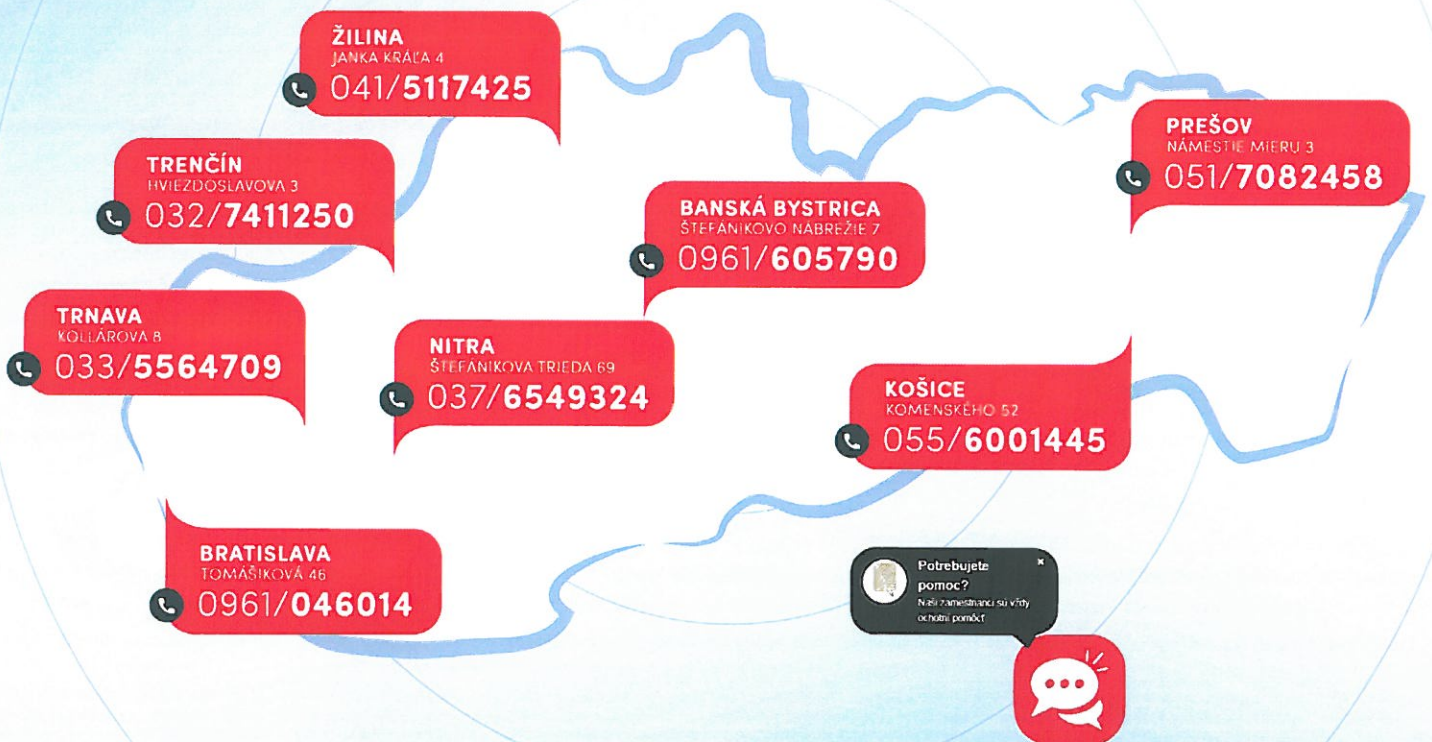 ŽILINA
JANKA KRÁĽA 4
041/5117425
TRENČÍN
HVIEZDOSLAVOVA 3
032/7411250
PREŠOV
NÁMESTIE MIERU 3
051/7082458
BANSKÁ BYSTRICA
ŠTEFÁNIKOVO NÁBREŽIE 7
0961/605790
TRNAVA
KOLLÁROVA 8
033/5564709
NITRA
ŠTEFÁNIKOVA TRIEDA 69
037/6549324
KOŠICE
KOMENSKÉHO 52
055/6001445
BRATISLAVA
TOMÁŠIKOVÁ 46
0961/046014
Potrebujete
pomoc?
Naši zamestnanci sú vždy
ochotní pomôcť